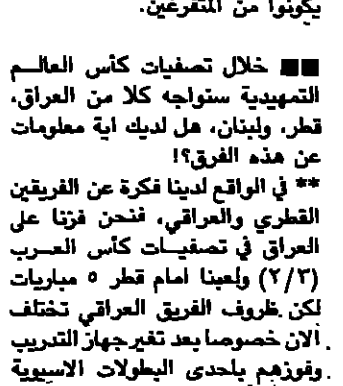 يكونوا من المتفرغين.
■■ خلال تصفيات كأس العالم
التمهيدية ستواجه كلا من العراق،
قطر، ولبنان، هل لديك اية معلومات
عن هذه الفرق؟!
** في الواقع لدينا فكرة عن الفريقين
القطري والعراقي، فنحن فزنا على
العراق في تصفيات كأس العرب
(٢/٣) ولعبنا امام قطر ٥ مباريات
لكن ظروف الفريق العراقي تختلف
الان خصوصا بعد تغير جهاز التدريب
وفوزهم بإحدى البطولات الاسيوية